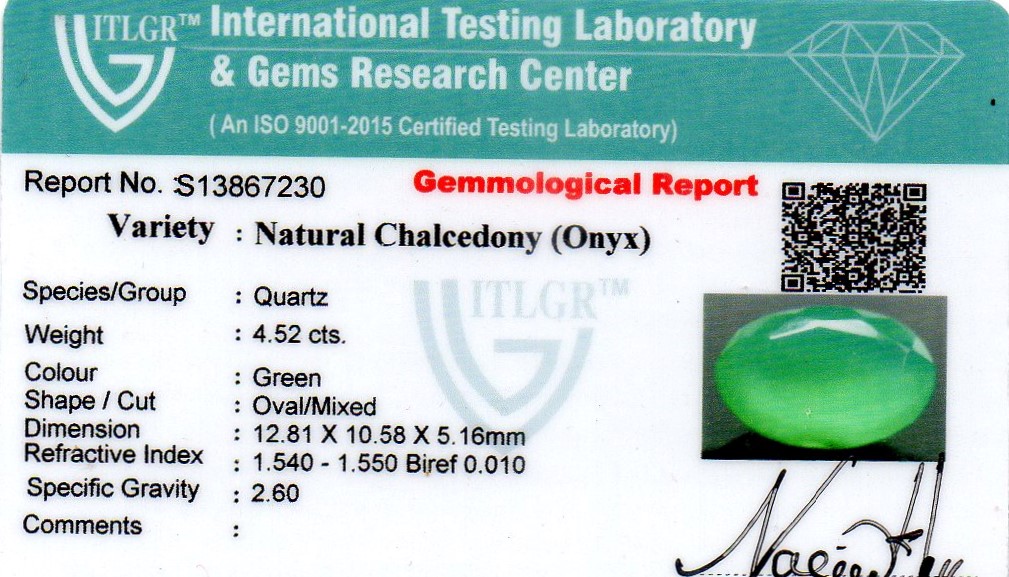 ITLGR™
International Testing Laboratory
& Gems Research Center
( An ISO 9001-2015 Certified Testing Laboratory)
Report No. :S13867230
Gemmological Report
Variety : Natural Chalcedony (Onyx)
ITLGR™
Species/Group : Quartz
Weight : 4.52 cts.
Colour : Green
Shape / Cut : Oval/Mixed
Dimension : 12.81 X 10.58 X 5.16mm
Refractive Index : 1.540 - 1.550 Biref 0.010
Specific Gravity : 2.60
Comments :